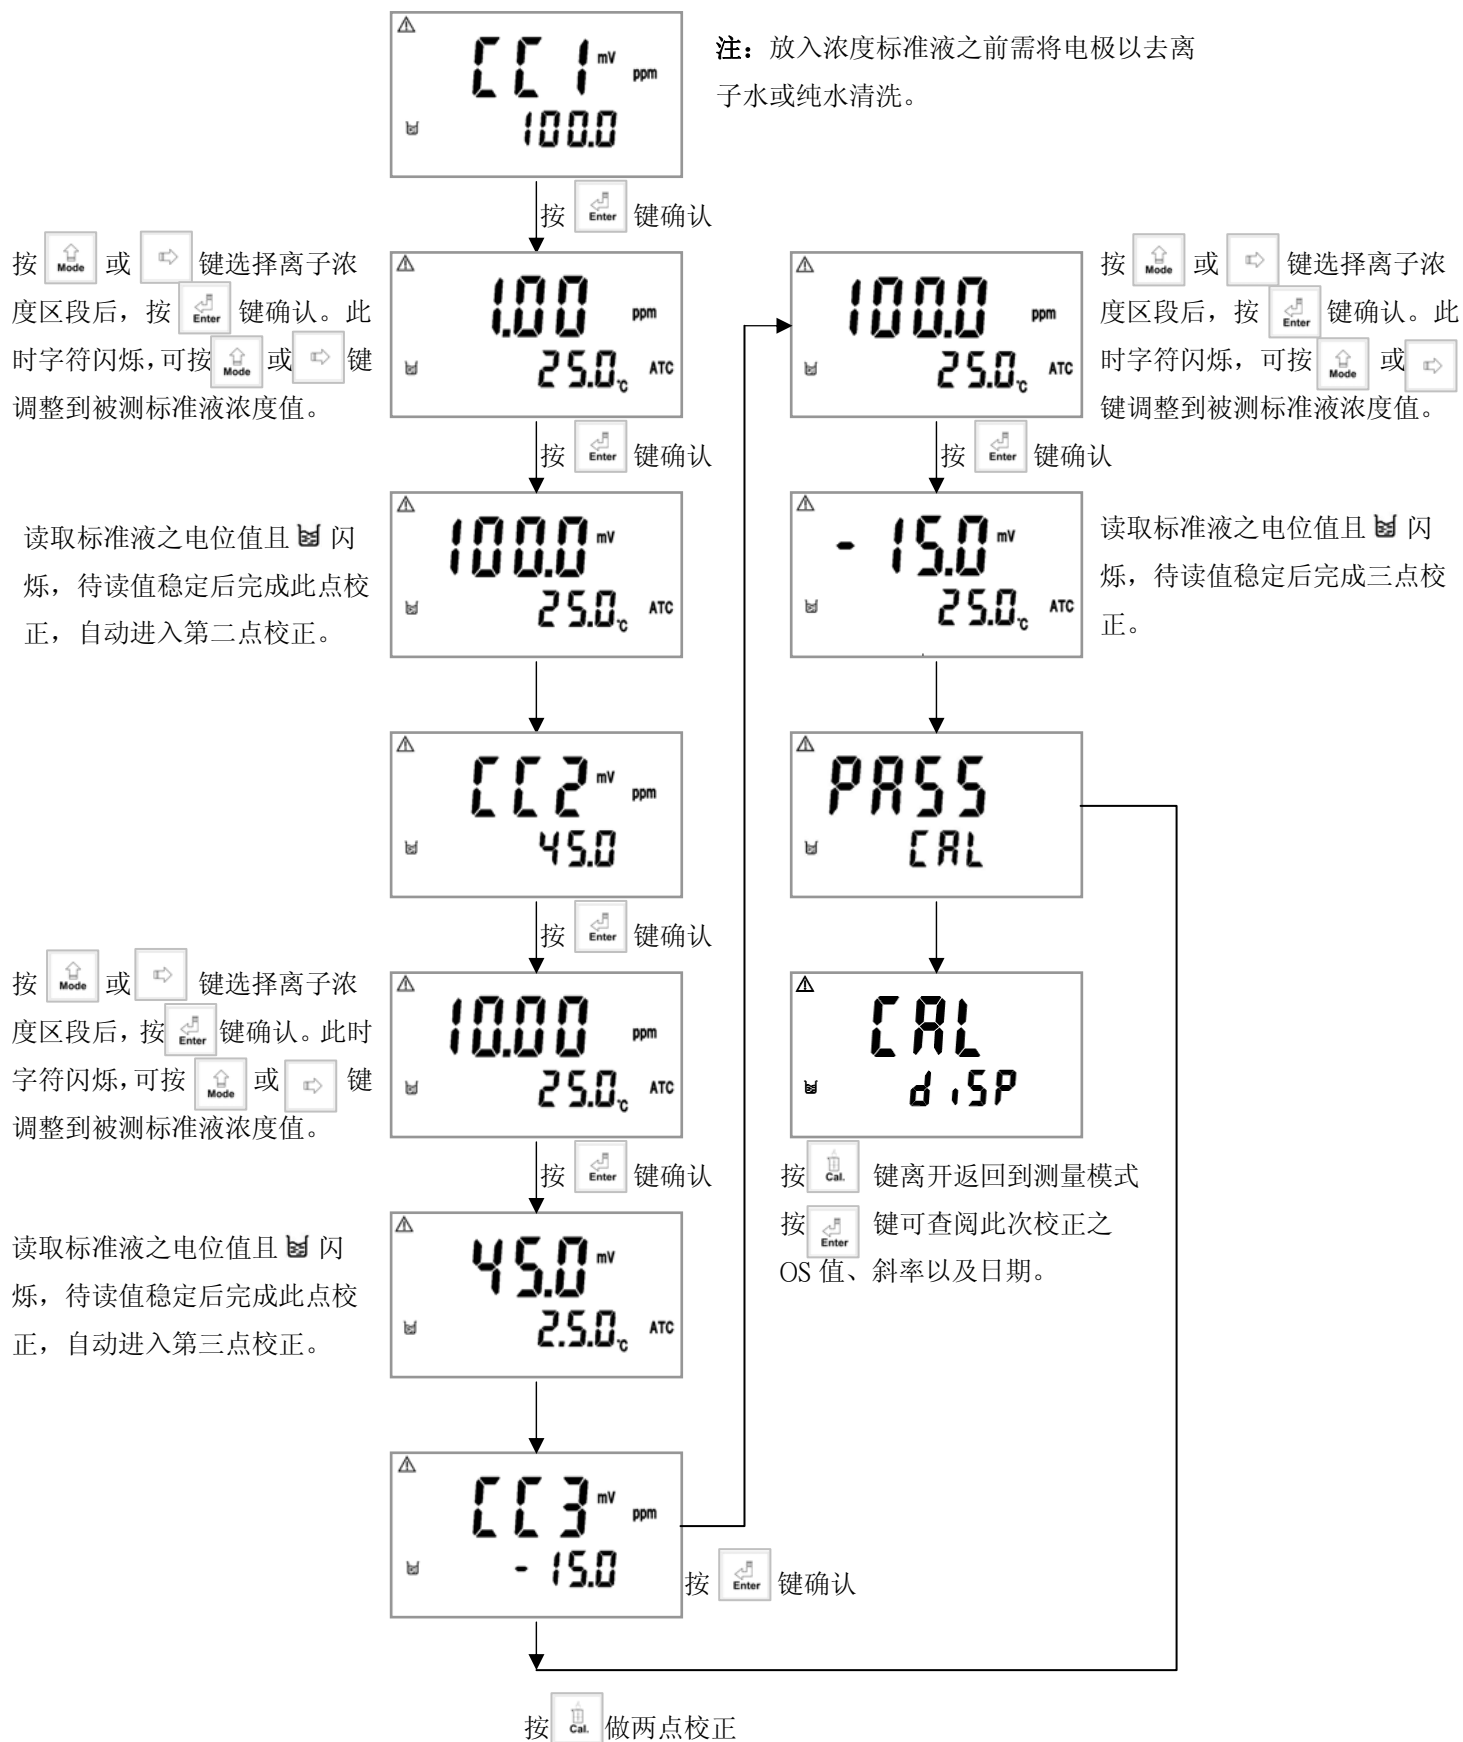 CC1 mV ppm
100.0
注：放入浓度标准液之前需将电极以去离
子水或纯水清洗。
按 Enter 键确认
按 Mode 或 键选择离子浓
度区段后，按 Enter 键确认。此
时字符闪烁，可按 Mode 或 键
调整到被测标准液浓度值。
1.00 ppm
25.0 ℃ ATC
按 Enter 键确认
读取标准液之电位值且 闪
烁，待读值稳定后完成此点校
正，自动进入第二点校正。
100.0 mV
25.0 ℃ ATC
CC2 mV ppm
45.0
按 Enter 键确认
按 Mode 或 键选择离子浓
度区段后，按 Enter 键确认。此时
字符闪烁，可按 Mode 或 键
调整到被测标准液浓度值。
10.00 ppm
25.0 ℃ ATC
按 Enter 键确认
读取标准液之电位值且 闪
烁，待读值稳定后完成此点校
正，自动进入第三点校正。
45.0 mV
2.5.0 ℃ ATC
CC3 mV ppm
-15.0
按 Enter 键确认
按 Cal. 做两点校正
100.0 ppm
25.0 ℃ ATC
按 Mode 或 键选择离子浓
度区段后，按 Enter 键确认。此
时字符闪烁，可按 Mode 或
键调整到被测标准液浓度值。
按 Enter 键确认
-15.0 mV
25.0 ℃ ATC
读取标准液之电位值且 闪
烁，待读值稳定后完成三点校
正。
PASS
CAL
CAL
diSP
按 Cal. 键离开返回到测量模式
按 Enter 键可查阅此次校正之
OS 值、斜率以及日期。